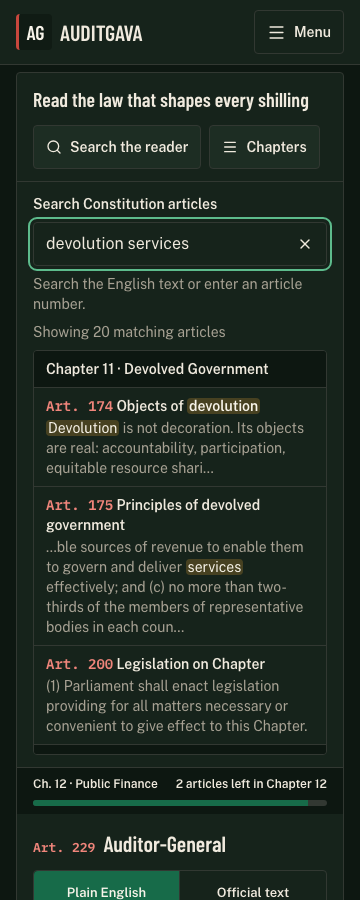 AG AUDITGAVA
Menu
Read the law that shapes every shilling
Search the reader
Chapters
Search Constitution articles
devolution services
Search the English text or enter an article
number.
Showing 20 matching articles
Chapter 11 · Devolved Government
Art. 174 Objects of devolution
Devolution is not decoration. Its objects
are real: accountability, participation,
equitable resource shari...
Art. 175 Principles of devolved
government
...ble sources of revenue to enable them
to govern and deliver services
effectively; and (c) no more than two-
thirds of the members of representative
bodies in each coun...
Art. 200 Legislation on Chapter
(1) Parliament shall enact legislation
providing for all matters necessary or
convenient to give effect to this Chapter.
Ch. 12 · Public Finance
2 articles left in Chapter 12
Art. 229 Auditor-General
Plain English
Official text